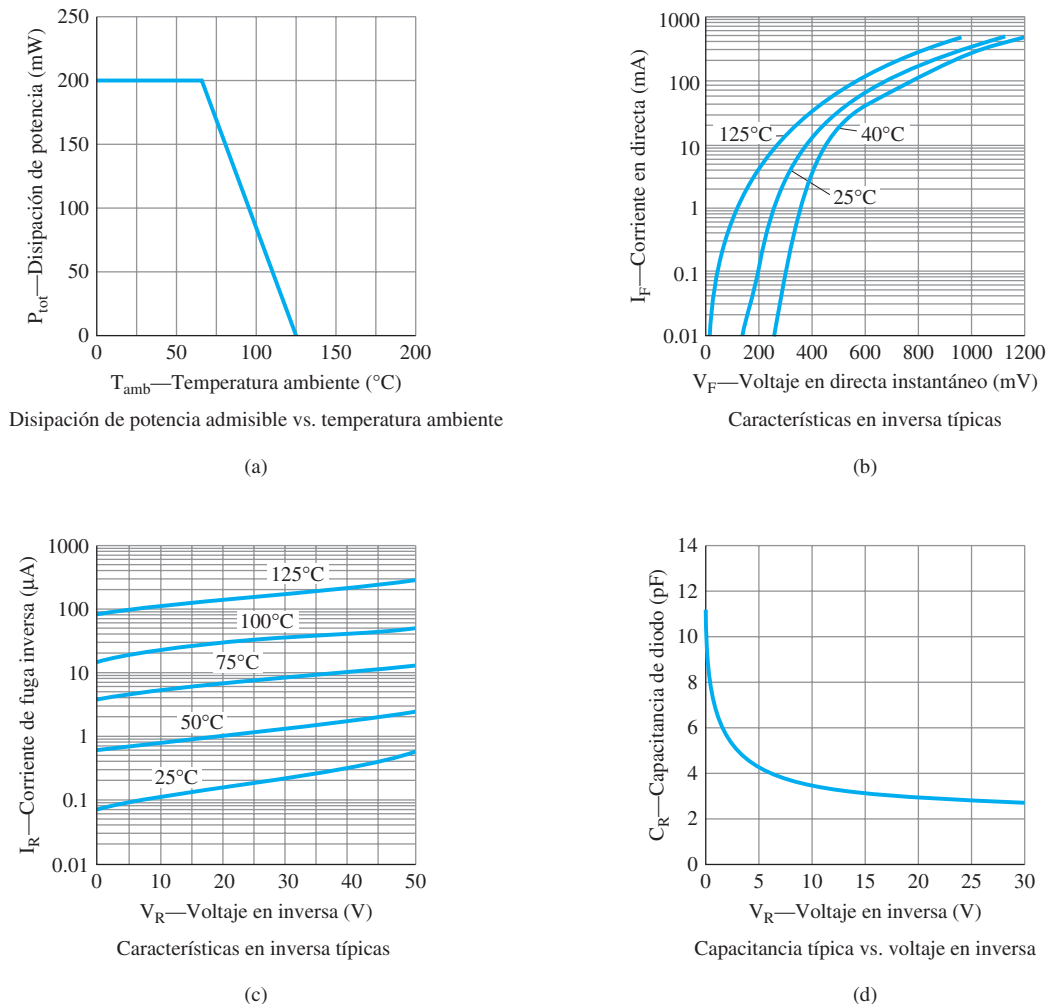 250
200
150
100
50
0
P_tot—Disipación de potencia (mW)
0 50 100 150 200
T_amb—Temperatura ambiente (°C)
Disipación de potencia admisible vs. temperatura ambiente
(a)
1000
100
10
1
0.1
0.01
I_F—Corriente en directa (mA)
125°C
40°C
25°C
0 200 400 600 800 1000 1200
V_F—Voltaje en directa instantáneo (mV)
Características en inversa típicas
(b)
1000
100
10
1
0.1
0.01
I_R—Corriente de fuga inversa (μA)
125°C
100°C
75°C
50°C
25°C
0 10 20 30 40 50
V_R—Voltaje en inversa (V)
Características en inversa típicas
(c)
14
12
10
8
6
4
2
0
C_R—Capacitancia de diodo (pF)
0 5 10 15 20 25 30
V_R—Voltaje en inversa (V)
Capacitancia típica vs. voltaje en inversa
(d)